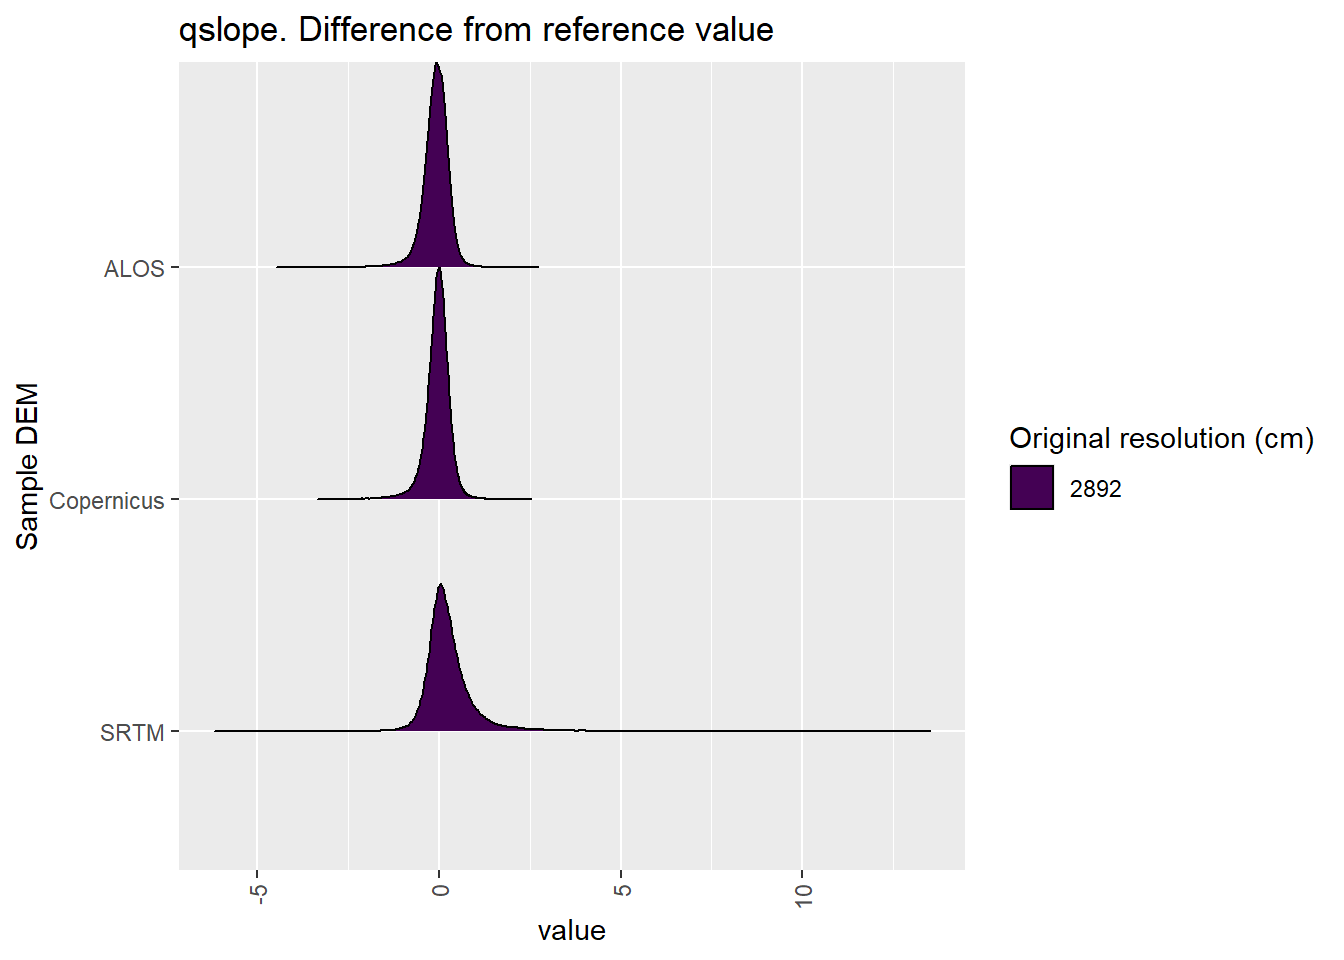 qslope. Difference from reference value
Sample DEM
ALOS
Copernicus
SRTM
-5
0
5
10
value
Original resolution (cm)
2892